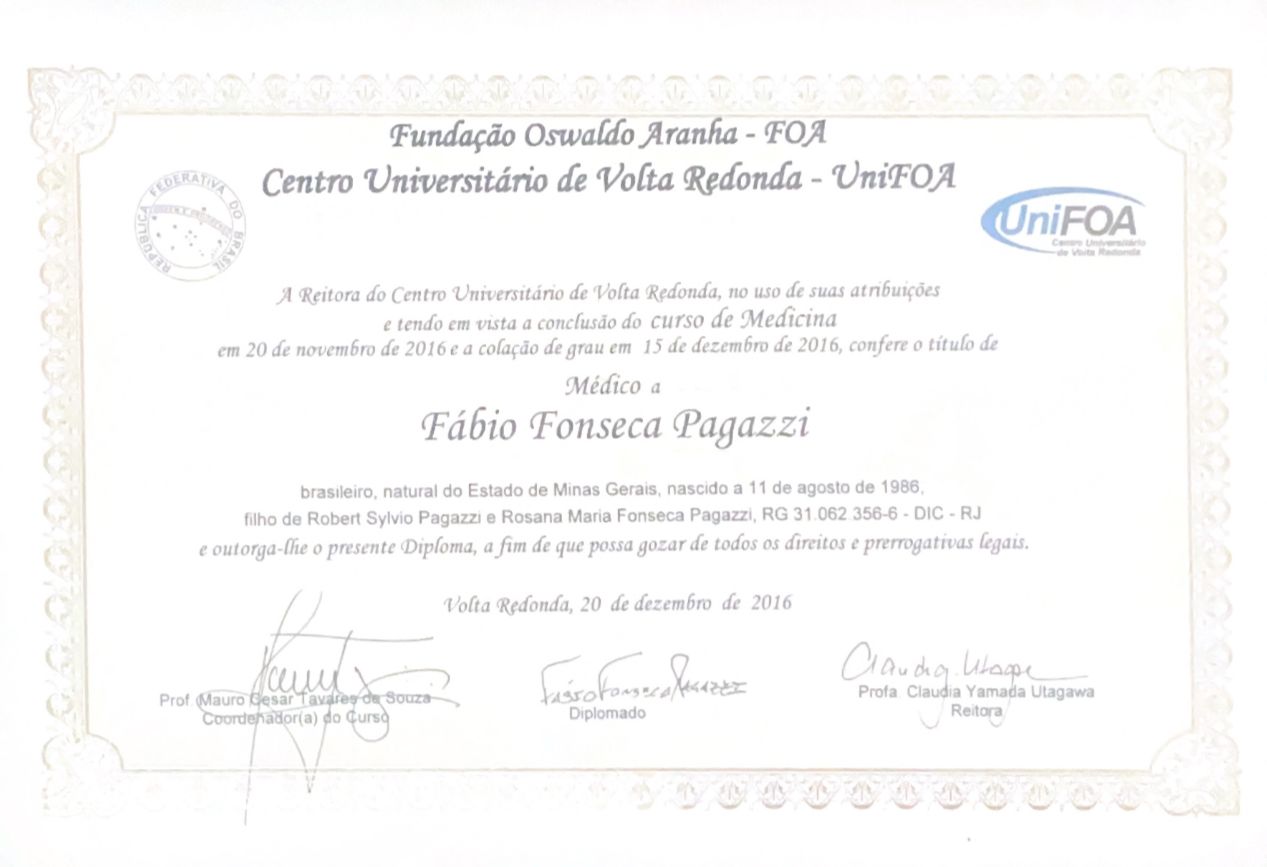 Fundação Oswaldo Aranha - FOA
Centro Universitário de Volta Redonda - UniFOA
REPÚBLICA FEDERATIVA DO BRASIL
UniFOA
Centro Universitário
de Volta Redonda
A Reitora do Centro Universitário de Volta Redonda, no uso de suas atribuições
e tendo em vista a conclusão do curso de Medicina
em 20 de novembro de 2016 e a colação de grau em 15 de dezembro de 2016, confere o título de
Médico a
Fábio Fonseca Pagazzi
brasileiro, natural do Estado de Minas Gerais, nascido a 11 de agosto de 1986,
filho de Robert Sylvio Pagazzi e Rosana Maria Fonseca Pagazzi, RG 31.062 356-6 - DIC - RJ
e outorga-lhe o presente Diploma, a fim de que possa gozar de todos os direitos e prerrogativas legais.
Volta Redonda, 20 de dezembro de 2016
Fábio Fonseca Pagazzi
Claudia Y. Utagawa
Prof. Mauro Cesar Tavares de Souza
Coordenador(a) do Curso
Diplomado
Profa. Claudia Yamada Utagawa
Reitora